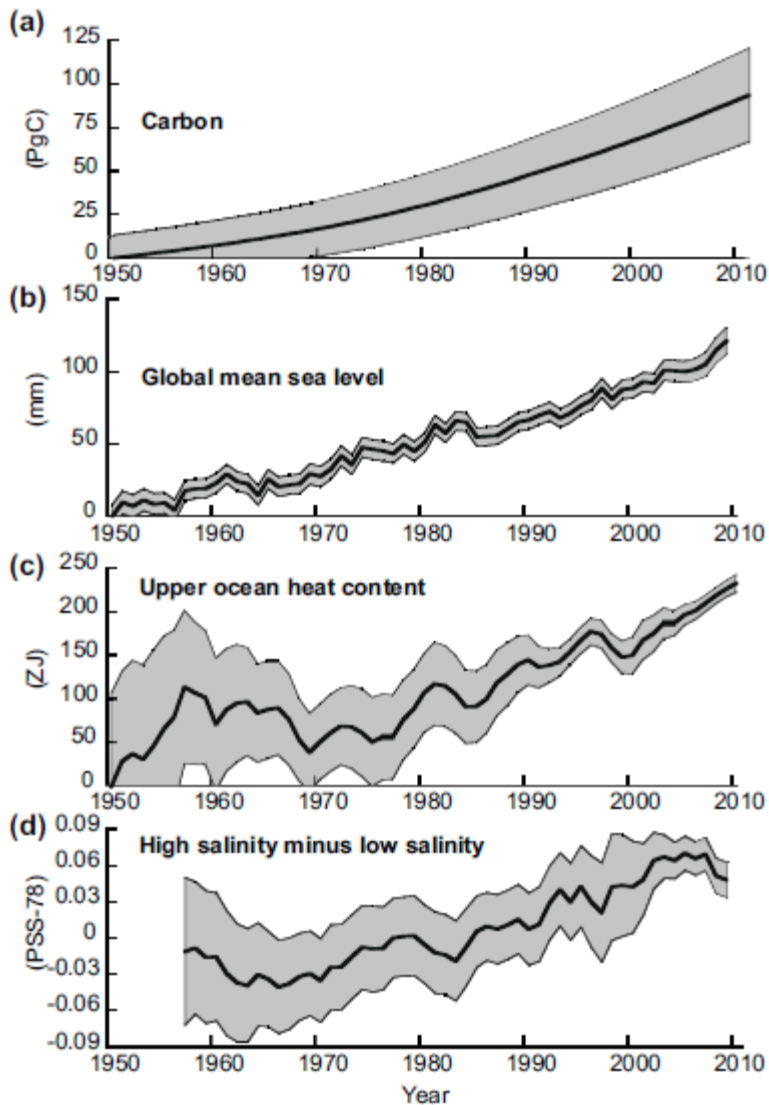 (a)
125
100
75
50
25
0
(PgC)
Carbon
1950 1960 1970 1980 1990 2000 2010
(b)
150
100
50
0
(mm)
Global mean sea level
1950 1960 1970 1980 1990 2000 2010
(c)
250
200
150
100
50
0
(ZJ)
Upper ocean heat content
1950 1960 1970 1980 1990 2000 2010
(d)
0.09
0.06
0.03
0
-0.03
-0.06
-0.09
(PSS-78)
High salinity minus low salinity
1950 1960 1970 1980 1990 2000 2010
Year